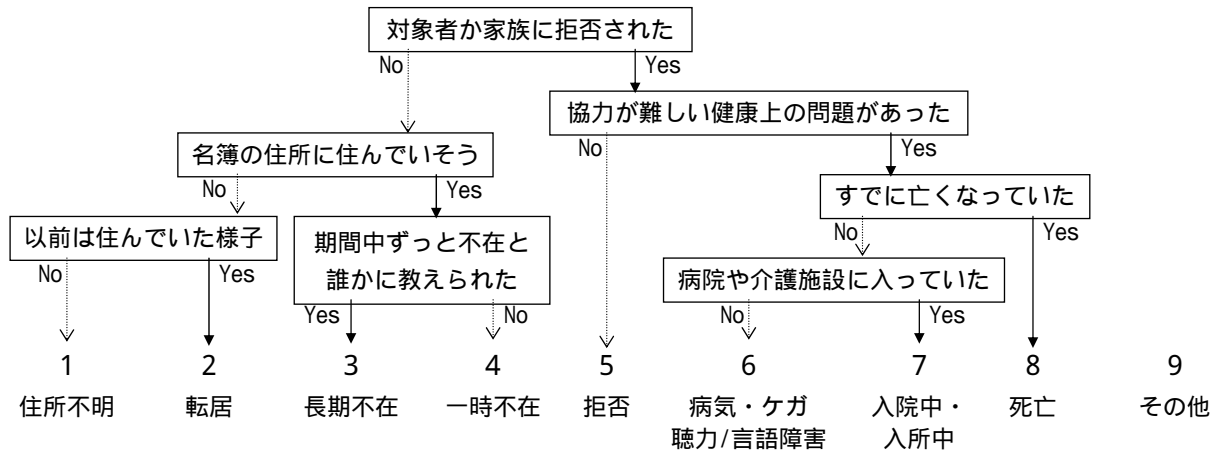 対象者か家族に拒否された
No
Yes
協力が難しい健康上の問題があった
No
Yes
名簿の住所に住んでいそう
No
Yes
すでに亡くなっていた
No
Yes
以前は住んでいた様子
No
Yes
期間中ずっと不在と
誰かに教えられた
Yes
No
病院や介護施設に入っていた
No
Yes
1
2
3
4
5
6
7
8
9
住所不明
転居
長期不在
一時不在
拒否
病気・ケガ
聴力/言語障害
入院中・
入所中
死亡
その他